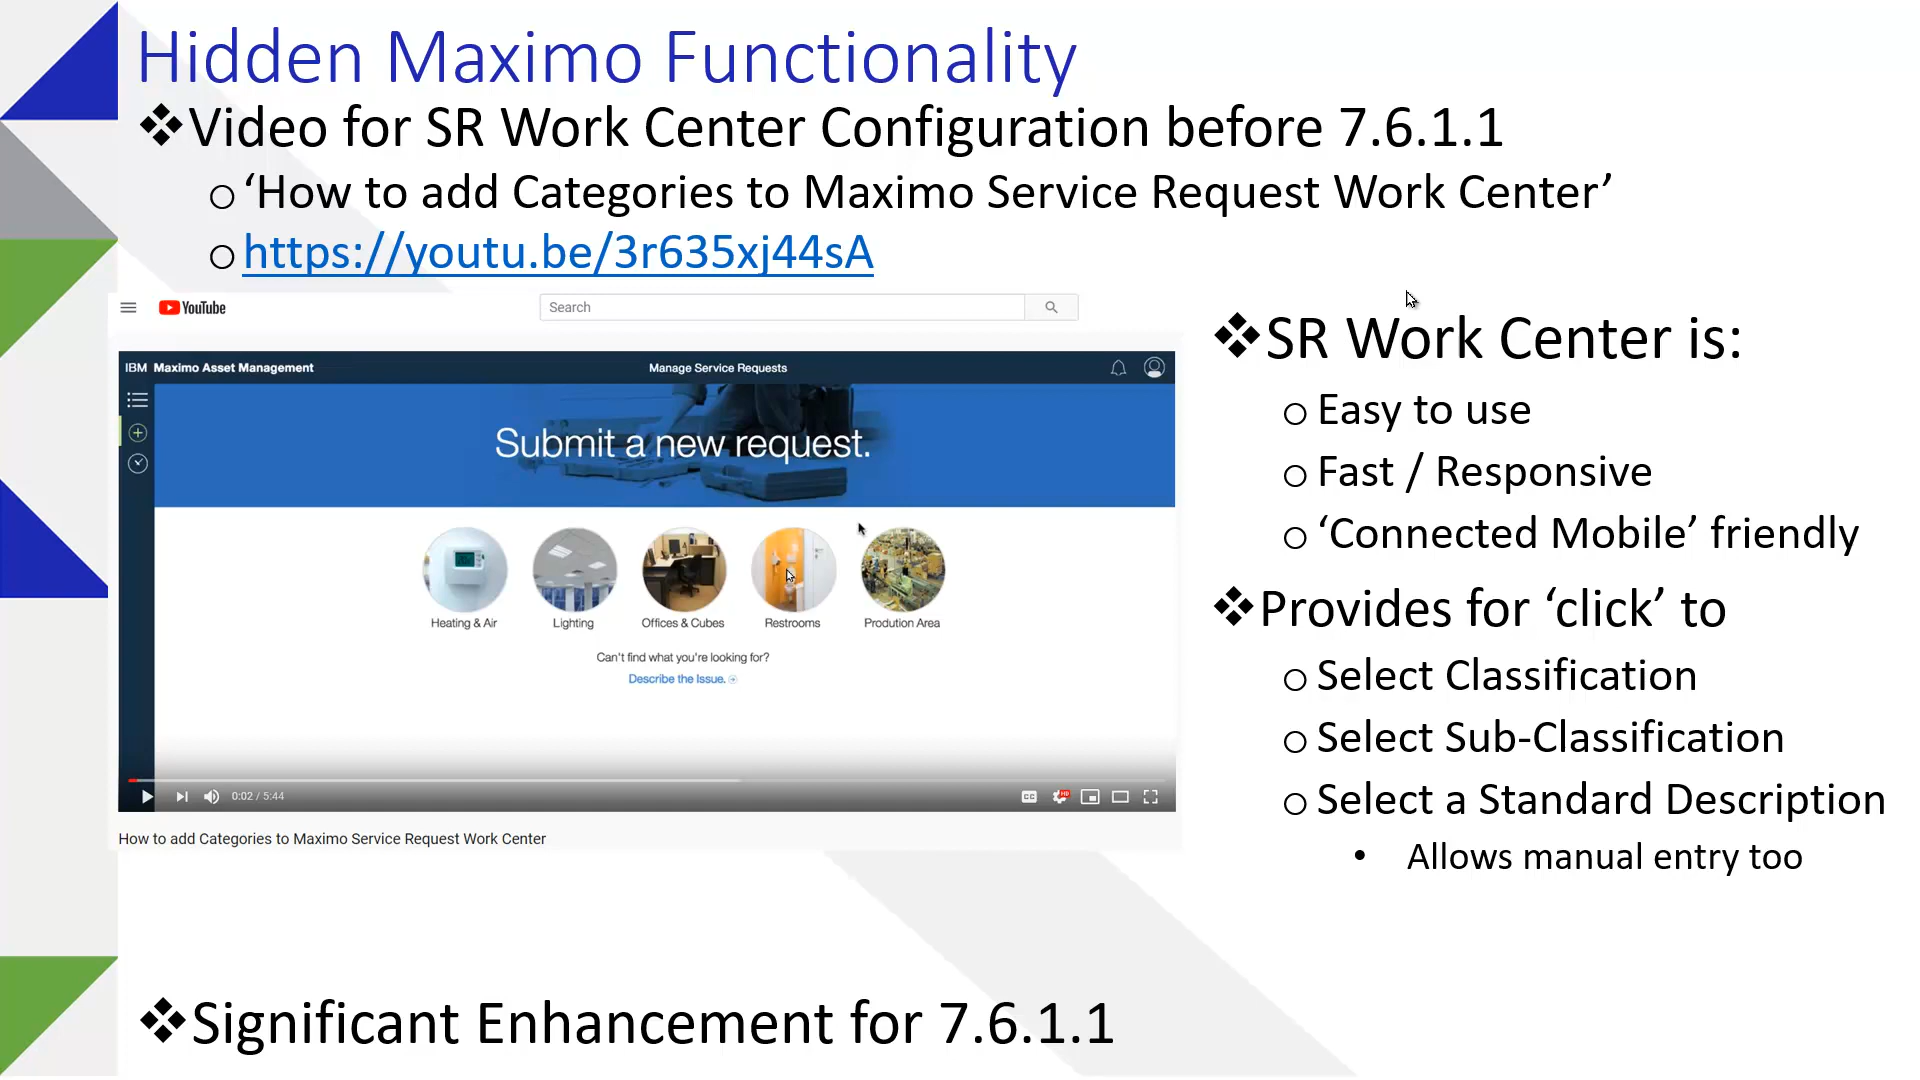 Hidden Maximo Functionality
❖Video for SR Work Center Configuration before 7.6.1.1
o ‘How to add Categories to Maximo Service Request Work Center’
o https://youtu.be/3r635xj44sA
YouTube
Search
IBM Maximo Asset Management
Manage Service Requests
Submit a new request.
Heating & Air
Lighting
Offices & Cubes
Restrooms
Prodution Area
Can't find what you're looking for?
Describe the Issue.
0:02 / 5:44
CC
HD
How to add Categories to Maximo Service Request Work Center
❖SR Work Center is:
o Easy to use
o Fast / Responsive
o ‘Connected Mobile’ friendly
❖Provides for ‘click’ to
o Select Classification
o Select Sub-Classification
o Select a Standard Description
• Allows manual entry too
❖Significant Enhancement for 7.6.1.1